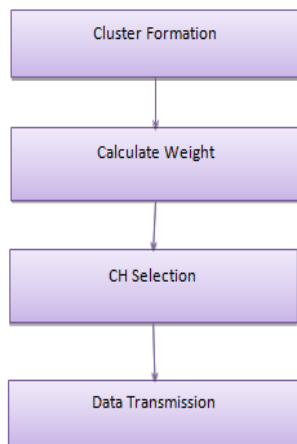 Cluster Formation
Calculate Weight
CH Selection
Data Transmission